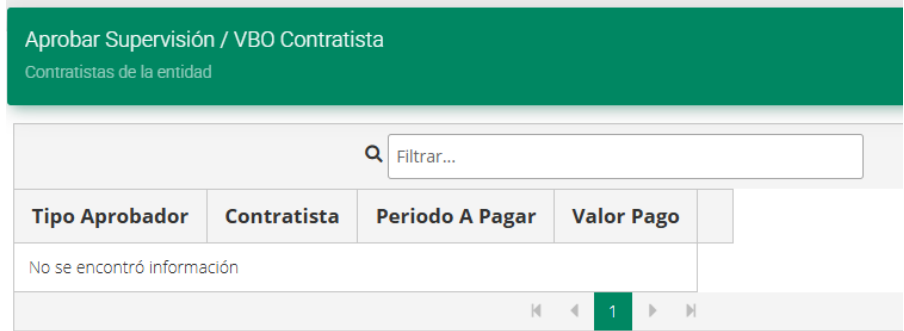 Aprobar Supervisión / VBO Contratista
Contratistas de la entidad
Filtrar...
Tipo Aprobador Contratista Periodo A Pagar Valor Pago
No se encontró información
1